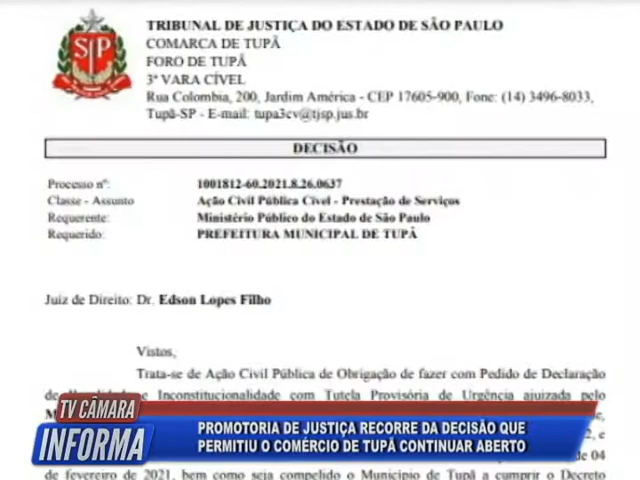 TRIBUNAL DE JUSTIÇA DO ESTADO DE SÃO PAULO
COMARCA DE TUPÃ
FORO DE TUPÃ
3ª VARA CÍVEL
Rua Colombia, 200, Jardim América - CEP 17605-900, Fone: (14) 3496-8033,
Tupã-SP - E-mail: tupa3cv@tjsp.jus.br
SP
DECISÃO
Processo nº: 1001812-60.2021.8.26.0637
Classe - Assunto Ação Civil Pública Cível - Prestação de Serviços
Requerente: Ministério Público do Estado de São Paulo
Requerido: PREFEITURA MUNICIPAL DE TUPÃ
Juiz de Direito: Dr. Edson Lopes Filho
Vistos,
Trata-se de Ação Civil Pública de Obrigação de fazer com Pedido de Declaração
de Inconstitucionalidade com Tutela Provisória de Urgência ajuizada pelo
TV CÂMARA
INFORMA
PROMOTORIA DE JUSTIÇA RECORRE DA DECISÃO QUE
PERMITIU O COMÉRCIO DE TUPÃ CONTINUAR ABERTO
de 04
de fevereiro de 2021, bem como seja compelido o Município de Tupã a cumprir o Decreto